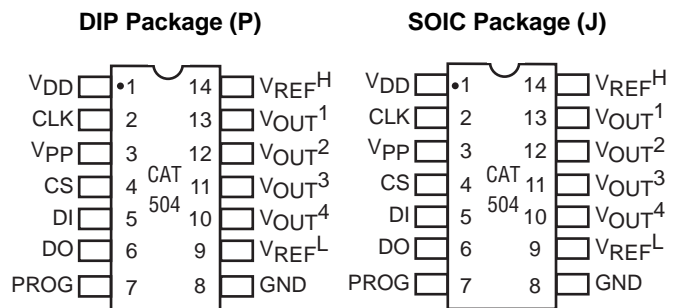 DIP Package (P)
VDD 1 14 VREFH
CLK 2 13 VOUT1
VPP 3 12 VOUT2
CS 4 CAT 11 VOUT3
DI 5 504 10 VOUT4
DO 6 9 VREFL
PROG 7 8 GND
SOIC Package (J)
VDD 1 14 VREFH
CLK 2 13 VOUT1
VPP 3 12 VOUT2
CS 4 CAT 11 VOUT3
DI 5 504 10 VOUT4
DO 6 9 VREFL
PROG 7 8 GND